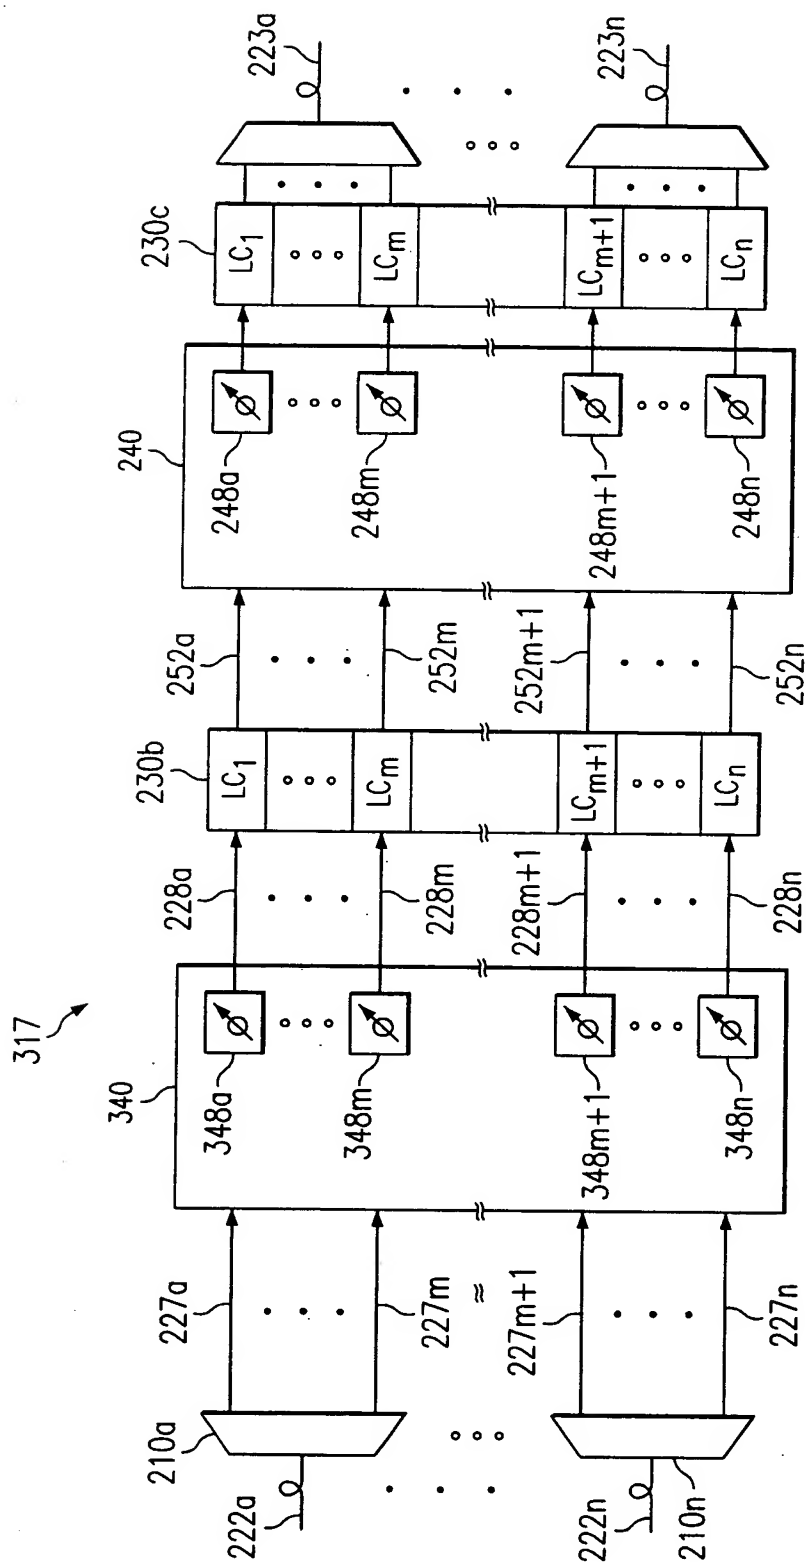 317
222a
210a
222n
210n
227a
227m
≈
227m+1
227n
340
348a
348m
348m+1
348n
228a
228m
228m+1
228n
230b
LC1
LCm
LCm+1
LCn
252a
252m
252m+1
252n
240
248a
248m
248m+1
248n
230c
LC1
LCm
LCm+1
LCn
223a
223n